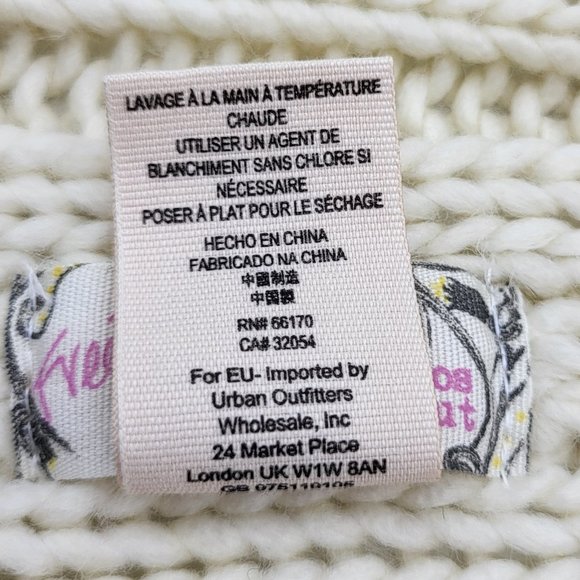 LAVAGE À LA MAIN À TEMPÉRATURE
CHAUDE
UTILISER UN AGENT DE
BLANCHIMENT SANS CHLORE SI
NÉCESSAIRE
POSER À PLAT POUR LE SÉCHAGE
HECHO EN CHINA
FABRICADO NA CHINA
中國制造
中国製
RN# 66170
CA# 32054
For EU- Imported by
Urban Outfitters
Wholesale, Inc
24 Market Place
London UK W1W 8AN
GB